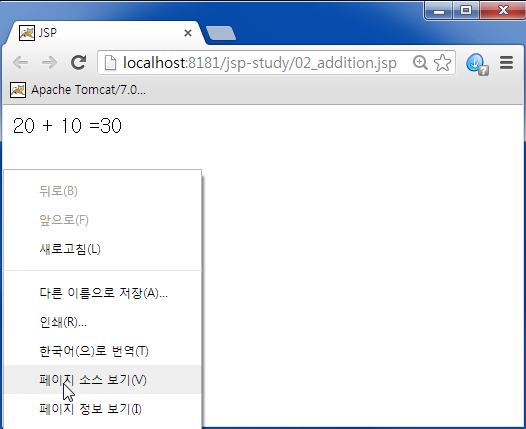 JSP
localhost:8181/jsp-study/02_addition.jsp
Apache Tomcat/7.0...
20 + 10 =30
뒤로(B)
앞으로(F)
새로고침(L)
다른 이름으로 저장(A)...
인쇄(R)...
한국어(으)로 번역(T)
페이지 소스 보기(V)
페이지 정보 보기(I)